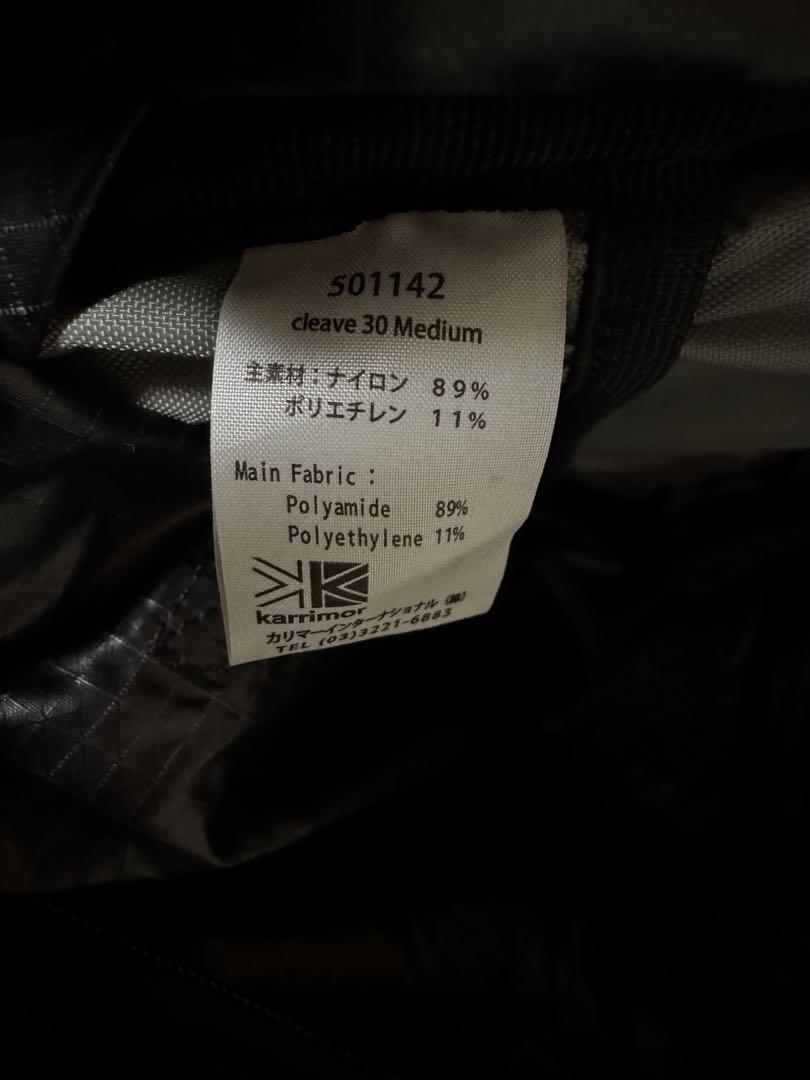 501142
cleave 30 Medium
主素材：ナイロン 89%
ポリエチレン 11%
Main Fabric :
Polyamide 89%
Polyethylene 11%
karrimor
カリマーインターナショナル（株）
TEL (03)3221-6883